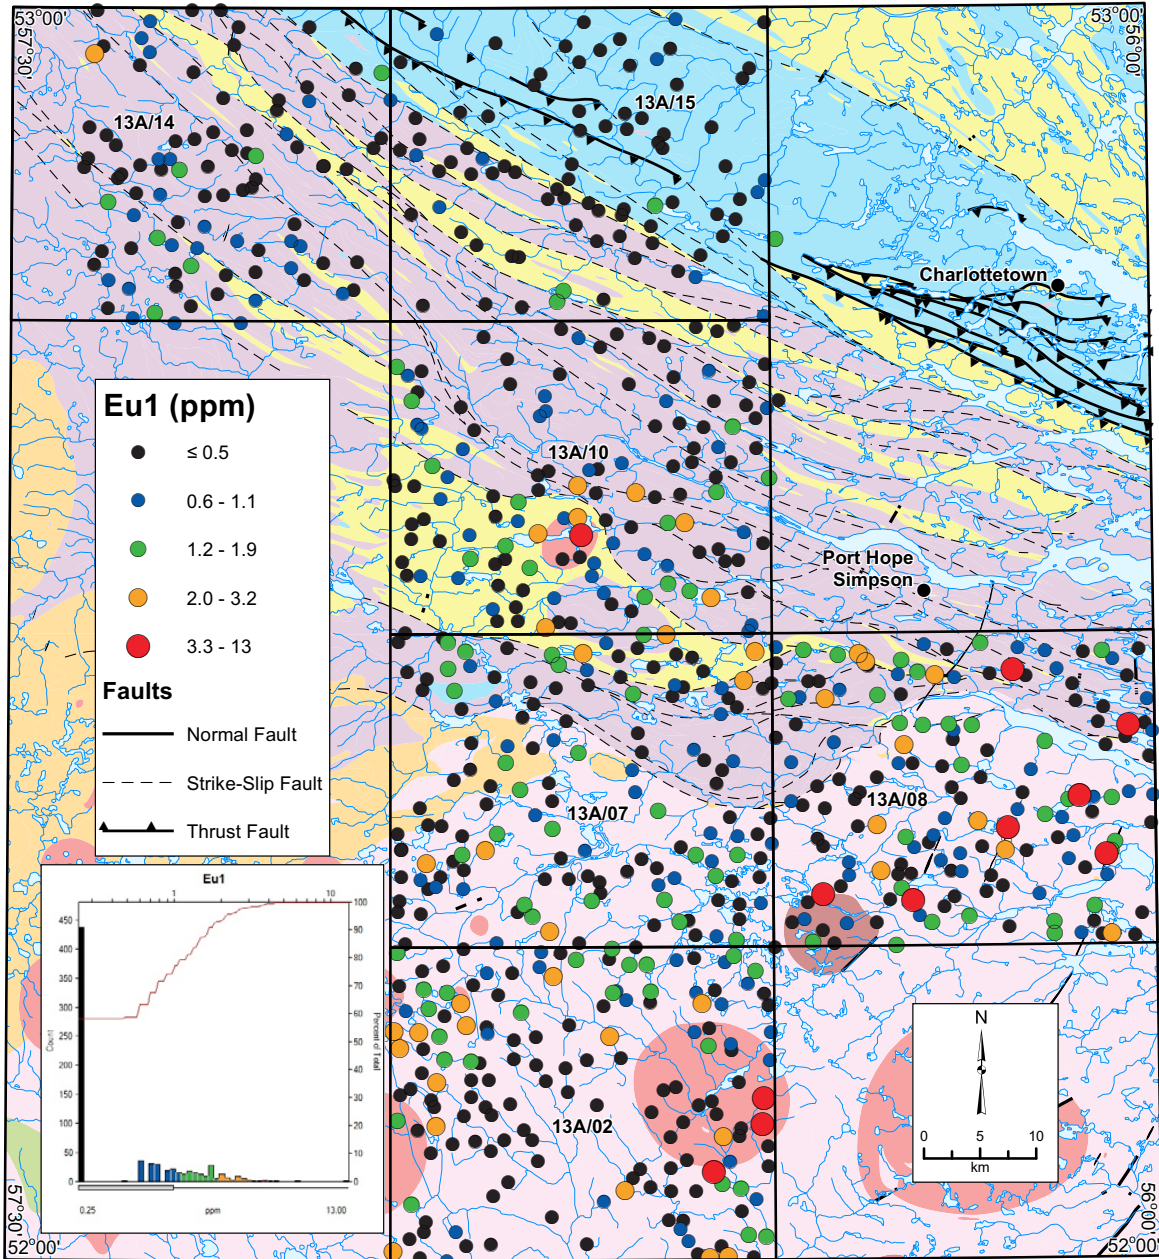 53°00'
57°30'
53°00'
56°00'
13A/14
13A/15
Charlottetown
13A/10
Port Hope
Simpson
13A/07
13A/08
13A/02
Eu1 (ppm)
≤ 0.5
0.6 - 1.1
1.2 - 1.9
2.0 - 3.2
3.3 - 13
Faults
Normal Fault
Strike-Slip Fault
Thrust Fault
Eu1
1 10
450
400
350
300
250
200
150
100
50
0
Count
100
90
80
70
60
50
40
30
20
10
0
Percent of Total
0.25 ppm 13.00
N
0 5 10
km
57°30'
52°00'
56°00'
52°00'